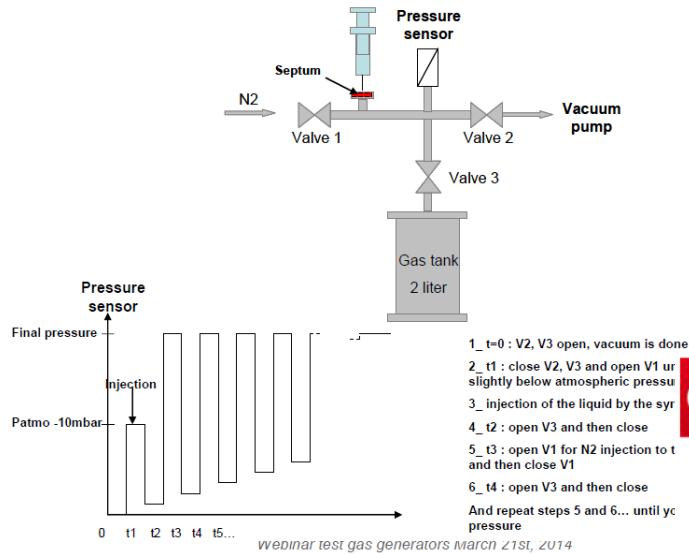 Pressure
sensor
Septum
N2
Vacuum
pump
Valve 1
Valve 2
Valve 3
Gas tank
2 liter
Pressure
sensor
Final pressure
Injection
Patmo -10mbar
0 t1 t2 t3 t4 t5...
1_ t=0 : V2, V3 open, vacuum is done
2_ t1 : close V2, V3 and open V1
slightly below atmospheric
3_ injection of the liquid by the
4_ t2 : open V3 and then close
5_ t3 : open V1 for N2 injection to
and then close V1
6_ t4 : open V3 and then close
And repeat steps 5 and 6... until
pressure
Webinar test gas generators March 21st, 2014